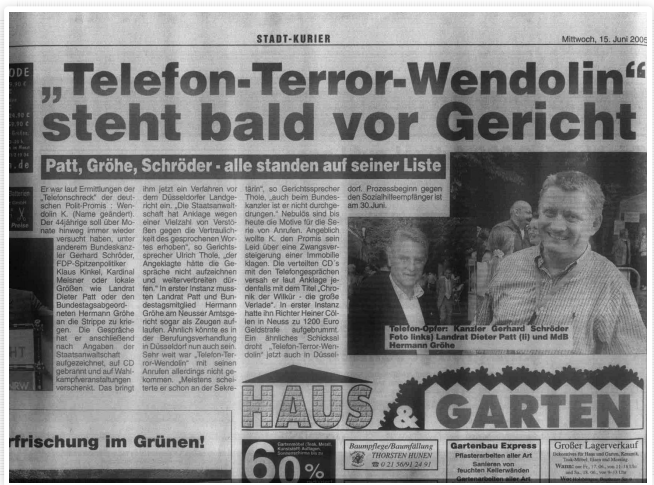 STADT-KURIER
Mittwoch, 15. Juni 2005
„Telefon-Terror-Wendolin“
steht bald vor Gericht
Patt, Gröhe, Schröder - alle standen auf seiner Liste
Er war laut Ermittlungen der
„Telefonschreck“ der deut-
schen Polit-Promis : Wen-
dolin K. (Name geändert).
Der 44jährige soll über Mo-
nate hinweg immer wieder
versucht haben, unter
anderem Bundeskanz-
ler Gerhard Schröder,
FDP-Spitzenpolitiker
Klaus Kinkel, Kardinal
Meisner oder lokale
Größen wie Landrat
Dieter Patt oder den
Bundestagsabgeord-
neten Hermann Gröhe
an die Strippe zu krie-
gen. Die Gespräche
hat er anschließend
nach Angaben der
Staatsanwaltschaft
aufgezeichnet, auf CD
gebrannt und auf Wahl-
kampfveranstaltungen
verschenkt. Das bringt
ihm jetzt ein Verfahren vor
dem Düsseldorfer Landge-
richt ein. „Die Staatsanwalt-
schaft hat Anklage wegen
einer Vielzahl von Verstö-
ßen gegen die Vertraulich-
keit des gesprochenen Wor-
tes erhoben“, so Gerichts-
sprecher Ulrich Thole, „der
Angeklagte hätte die Ge-
spräche nicht aufzeichnen
und weiterverbreiten dür-
fen.“ In erster Instanz muss-
ten Landrat Patt und Bun-
destagsmitglied Hermann
Gröhe am Neusser Amtsge-
richt sogar als Zeugen auf-
laufen. Ähnlich könnte es in
der Berufungsverhandlung
in Düsseldorf nun auch sein.
Sehr weit war „Telefon-Ter-
ror-Wendolin“ mit seinen
Anrufen allerdings nicht ge-
kommen. „Meistens schei-
terte er schon an der Sekre-
tärin“, so Gerichtssprecher
Thole, „auch beim Bundes-
kanzler ist er nicht durchge-
drungen.“ Nebulös sind bis
heute die Motive für die Se-
rie von Anrufen. Angeblich
wollte K. den Promis sein
Leid über eine Zwangsver-
steigerung einer Immobilie
klagen. Die verteilten CD´s
mit den Telefongesprächen
versah er laut Anklage je-
denfalls mit dem Titel „Chro-
nik der Willkür - die große
Verlade“. In erster Instanz
hatte ihn Richter Heiner Cöl-
len in Neuss zu 1200 Euro
Geldstrafe aufgebrummt.
Ein ähnliches Schicksal
droht „Telefon-Terror-Wen-
dolin“ jetzt auch in Düssel-
dorf. Prozessbeginn gegen
den Sozialhilfeempfänger ist
am 30.Juni.
Telefon-Opfer: Kanzler Gerhard Schröder
Foto links) Landrat Dieter Patt (li) und MdB
Hermann Gröhe
HAUS & GARTEN
rfrischung im Grünen!
60%
Baumpflege/Baumfällung
THORSTEN HUNEN
☎ 0 21 56/91 24 91
Gartenbau Express
Pflasterarbeiten aller Art
Sanieren von
feuchten Kellerwänden
Gartenarbeiten aller Art
Großer Lagerverkauf